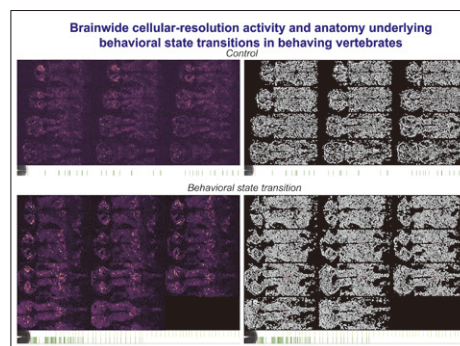 Brainwide cellular-resolution activity and anatomy underlying
behavioral state transitions in behaving vertebrates
Control
Behavioral state transition